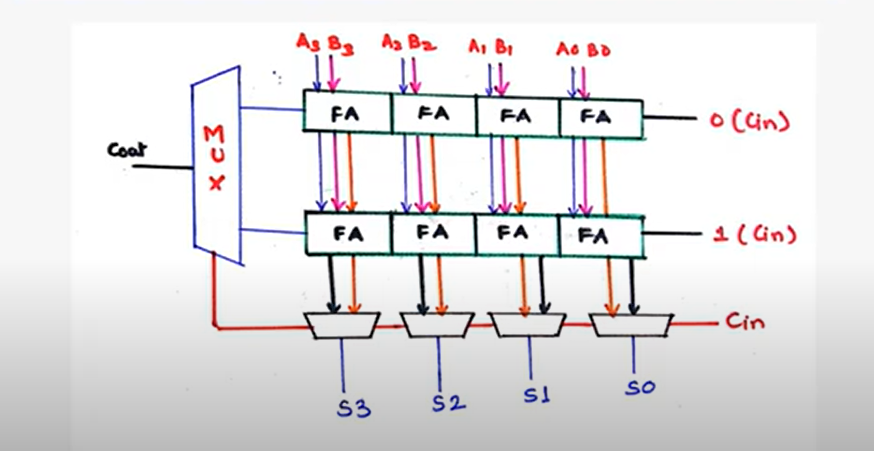 A3 B3 A2 B2 A1 B1 A0 B0
FA FA FA FA 0 (Cin)
MUX
Cout
FA FA FA FA 1 (Cin)
Cin
S3 S2 S1 S0